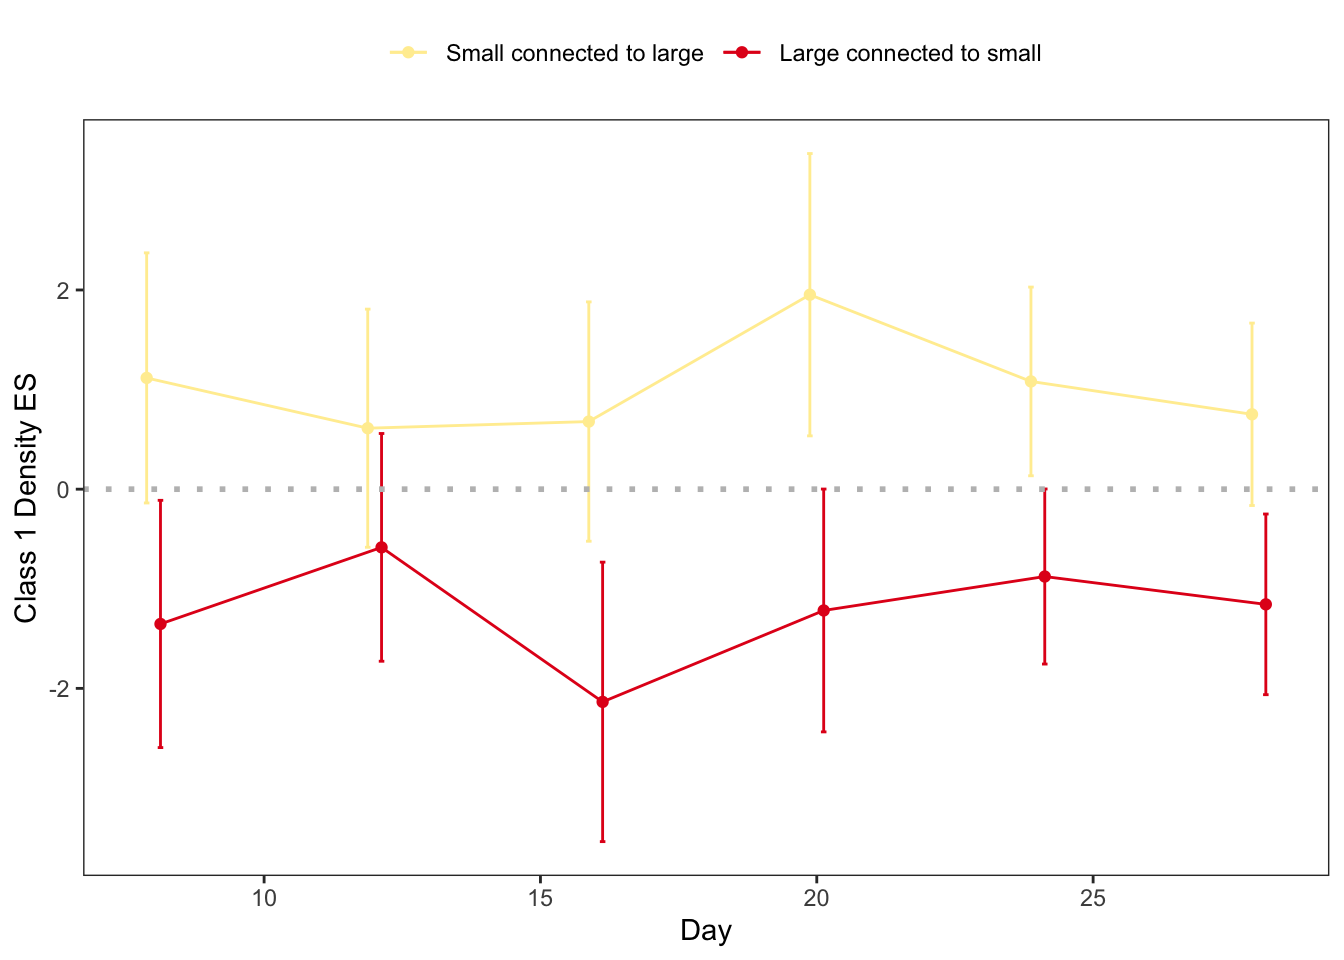 Small connected to large Large connected to small
Class 1 Density ES
2
0
-2
10 15 20 25
Day